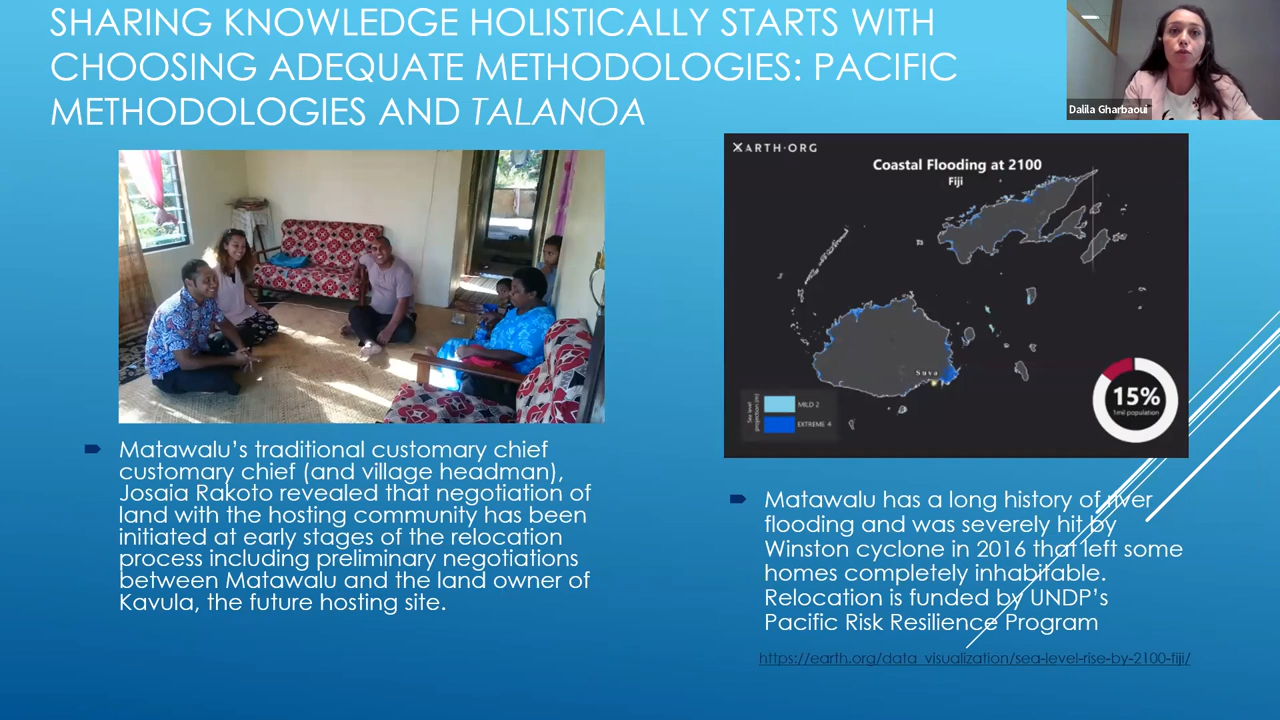 SHARING KNOWLEDGE HOLISTICALLY STARTS WITH
CHOOSING ADEQUATE METHODOLOGIES: PACIFIC
METHODOLOGIES AND TALANOA
Dalila Gharbaoui
Matawalu's traditional customary chief
customary chief (and village headman),
Josaia Rakoto revealed that negotiation of
land with the hosting community has been
initiated at early stages of the relocation
process including preliminary negotiations
between Matawalu and the land owner of
Kavula, the future hosting site.
EARTH.ORG
Coastal Flooding at 2100
Fiji
Suva
Sea level
projection (m)
MILD 2
EXTREME 4
15%
1mil population
Matawalu has a long history of river
flooding and was severely hit by
Winston cyclone in 2016 that left some
homes completely inhabitable.
Relocation is funded by UNDP's
Pacific Risk Resilience Program
https://earth.org/data_visualization/sea-level-rise-by-2100-fiji/